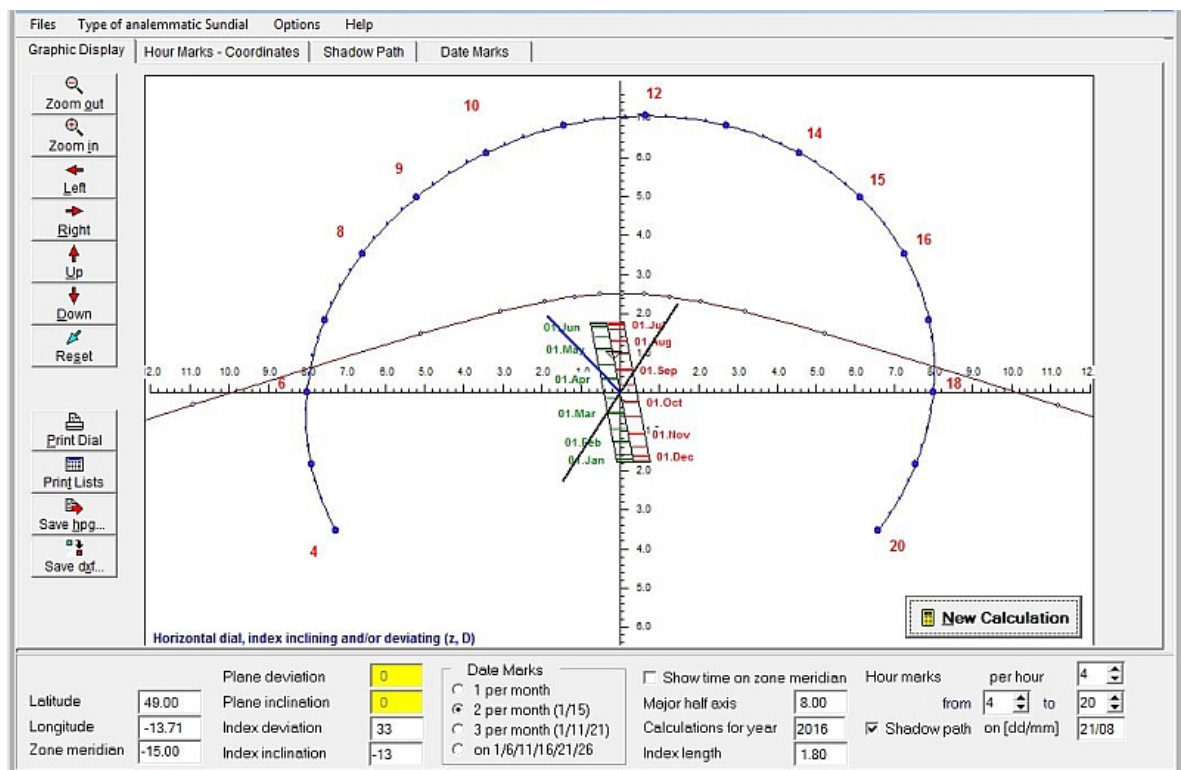 Files Type of analemmatic Sundial Options Help
Graphic Display Hour Marks - Coordinates Shadow Path Date Marks
Zoom out
Zoom in
Left
Right
Up
Down
Reset
Print Dial
Print Lists
Save hpg...
Save dxf...
12
10
14
9
15
8
16
6
18
4
20
6.0
5.0
4.0
3.0
2.0
01.Jun 01.Jul
01.May 01.Aug
01.Apr 01.Sep
01.Mar 01.Oct
01.Feb 01.Nov
01.Jan 01.Dec
12.0 11.0 10.0 9.0 8.0 7.0 6.0 5.0 4.0 3.0 2.0 2.0 3.0 4.0 5.0 6.0 7.0 8.0 9.0 10.0 11.0 12.
2.0
3.0
4.0
5.0
6.0
New Calculation
Horizontal dial, index inclining and/or deviating (z, D)
Latitude 49.00
Longitude -13.71
Zone meridian -15.00
Plane deviation 0
Plane inclination 0
Index deviation 33
Index inclination -13
Date Marks
1 per month
2 per month (1/15)
3 per month (1/11/21)
on 1/6/11/16/21/26
Show time on zone meridian
Major half axis 8.00
Calculations for year 2016
Index length 1.80
Hour marks per hour 4
from 4 to 20
Shadow path on [dd/mm] 21/08